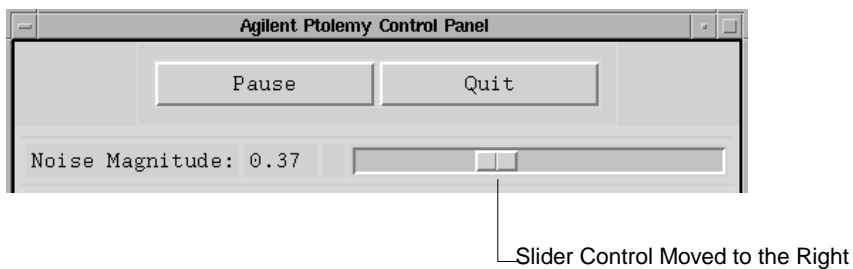 Agilent Ptolemy Control Panel
Pause Quit
Noise Magnitude: 0.37
Slider Control Moved to the Right